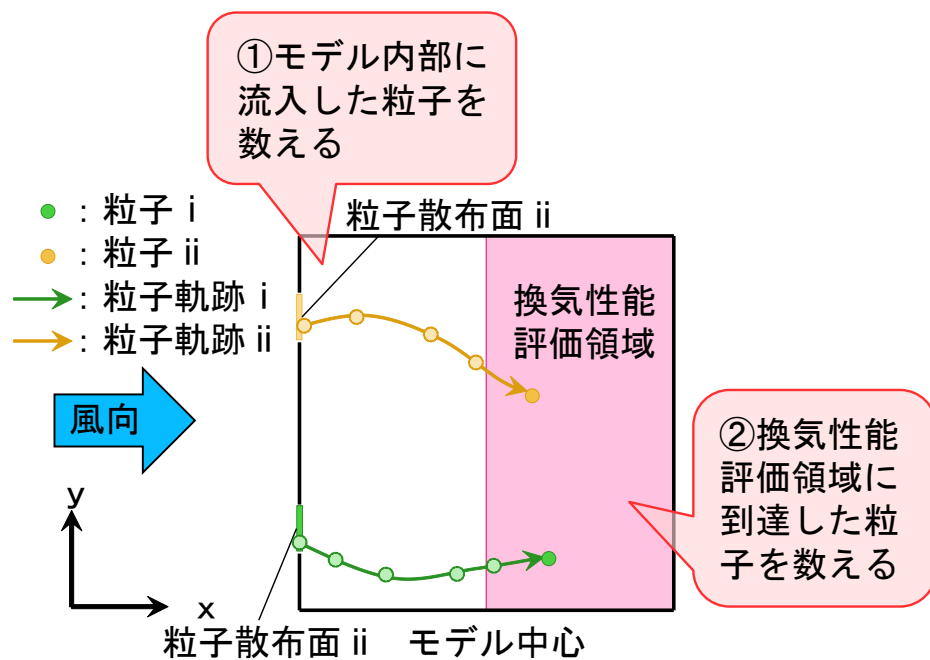 ①モデル内部に
流入した粒子を
数える
粒子散布面 ii
: 粒子 i
: 粒子 ii
: 粒子軌跡 i
: 粒子軌跡 ii
換気性能
評価領域
風向
②換気性能
評価領域に
到達した粒
子を数える
y
x
粒子散布面 ii
モデル中心